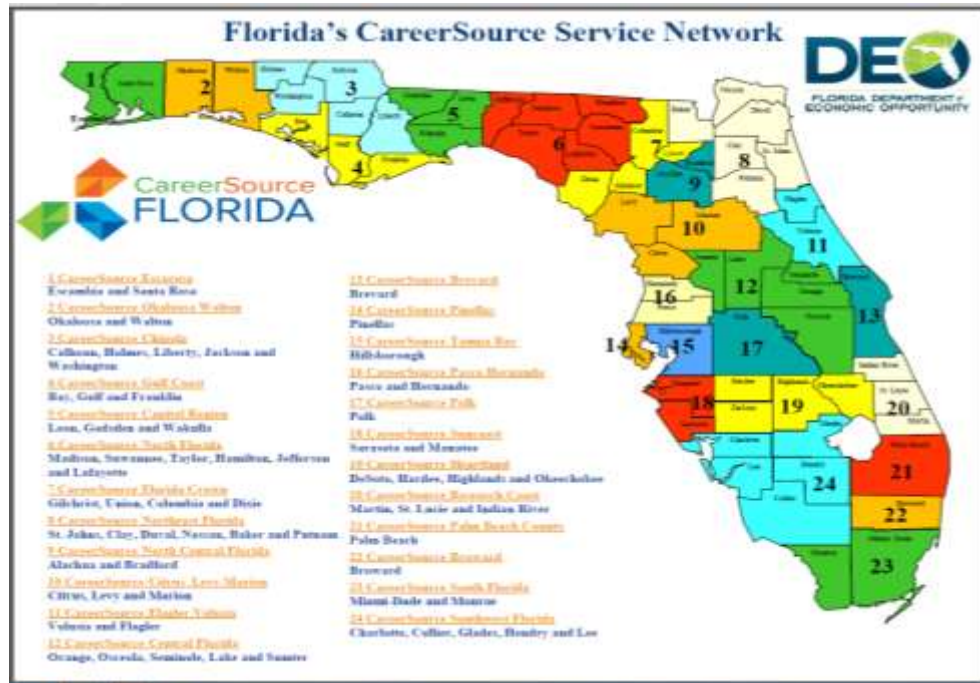 Florida's CareerSource Service Network
DEO
FLORIDA DEPARTMENT of
ECONOMIC OPPORTUNITY
CareerSource
FLORIDA
1
2
3
4
5
6
7
8
9
10
11
12
13
14
15
16
17
18
19
20
21
22
23
24
1 CareerSource Escarosa
Escambia and Santa Rosa
2 CareerSource Okaloosa Walton
Okaloosa and Walton
3 CareerSource Chipola
Calhoun, Holmes, Liberty, Jackson and
Washington
4 CareerSource Gulf Coast
Bay, Gulf and Franklin
5 CareerSource Capital Region
Leon, Gadsden and Wakulla
6 CareerSource North Florida
Madison, Suwannee, Taylor, Hamilton, Jefferson
and Lafayette
7 CareerSource Florida Crown
Gilchrist, Union, Columbia and Dixie
8 CareerSource Northeast Florida
St. Johns, Clay, Duval, Nassau, Baker and Putnam
9 CareerSource North Central Florida
Alachua and Bradford
10 CareerSource Citrus, Levy Marion
Citrus, Levy and Marion
11 CareerSource Flagler Volusia
Volusia and Flagler
12 CareerSource Central Florida
Orange, Osceola, Seminole, Lake and Sumter
13 CareerSource Brevard
Brevard
14 CareerSource Pinellas
Pinellas
15 CareerSource Tampa Bay
Hillsborough
16 CareerSource Pasco Hernando
Pasco and Hernando
17 CareerSource Polk
Polk
18 CareerSource Suncoast
Sarasota and Manatee
19 CareerSource Heartland
DeSoto, Hardee, Highlands and Okeechobee
20 CareerSource Research Coast
Martin, St. Lucie and Indian River
21 CareerSource Palm Beach County
Palm Beach
22 CareerSource Broward
Broward
23 CareerSource South Florida
Miami-Dade and Monroe
24 CareerSource Southwest Florida
Charlotte, Collier, Glades, Hendry and Lee